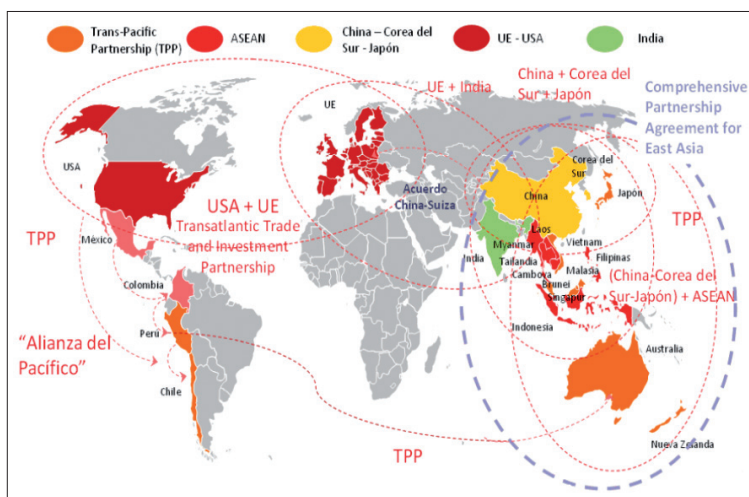 Trans-Pacific
Partnership (TPP)
ASEAN
China – Corea del
Sur - Japón
UE - USA
India
UE
UE + India
China + Corea del
Sur + Japón
Comprehensive
Partnership
Agreement for
East Asia
USA
Corea del
Sur
Japón
China
Acuerdo
China-Suiza
USA + UE
Transatlantic Trade
and Investment
Partnership
TPP
TPP
México
Laos
Myanmar
India
Vietnam
Tailandia
Filipinas
Camboya
Malasia
Colombia
Brunei
Singapur
(China-Corea del
Sur-Japón) + ASEAN
Indonesia
Perú
"Alianza del
Pacífico"
Australia
Chile
TPP
Nueva Zelanda